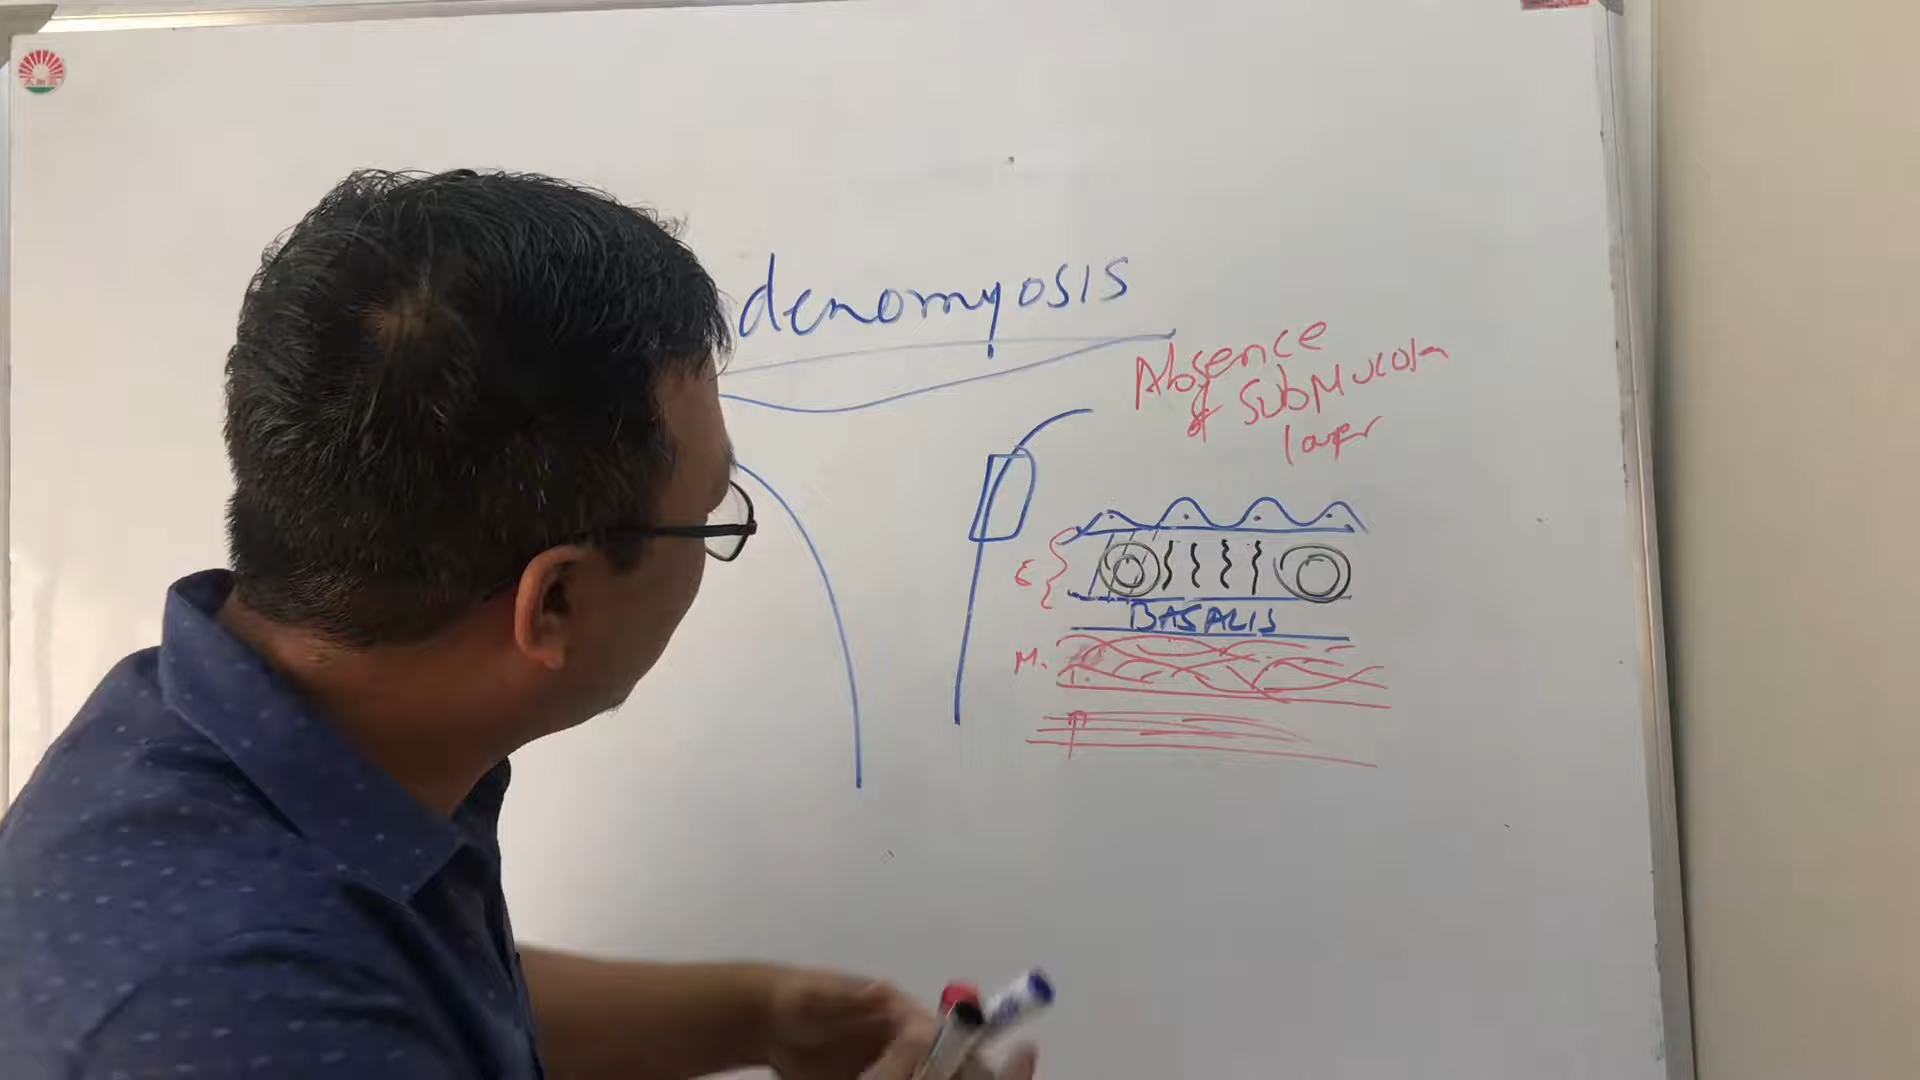 denomyosis
Absence
of SubMucosa
layer
E
BASALIS
M.
P